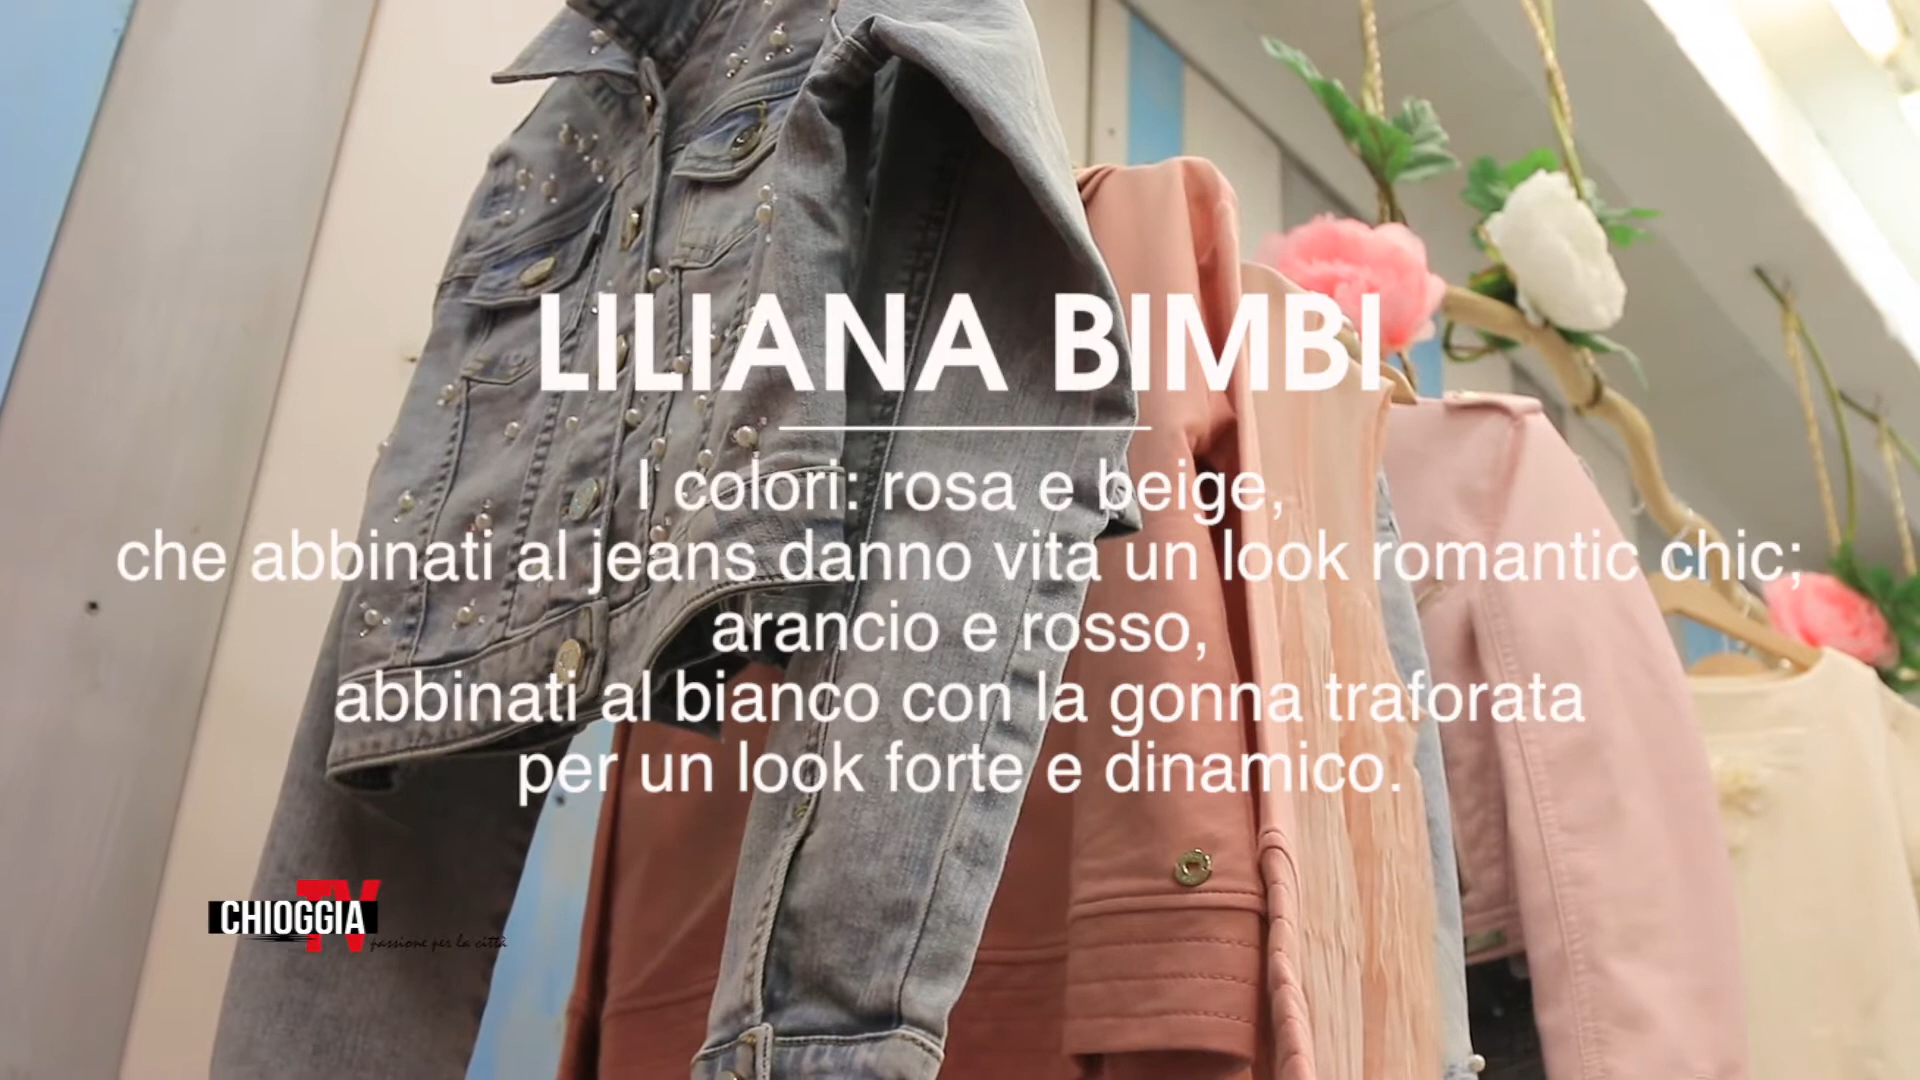 LILIANA BIMBI
I colori: rosa e beige,
che abbinati al jeans danno vita un look romantic chic;
arancio e rosso,
abbinati al bianco con la gonna traforata
per un look forte e dinamico.
TV
CHIOGGIA
passione per la città